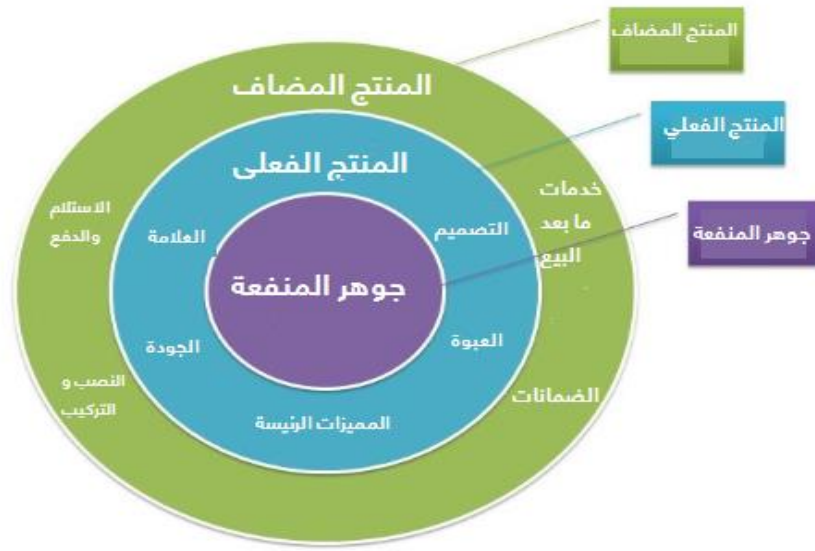 المنتج المضاف
المنتج المضاف
المنتج الفعلي
المنتج الفعلى
خدمات
ما بعد
البيع
الاستلام
والدفع
العلامة
التصميم
جوهر المنفعة
جوهر المنفعة
الجودة
العبوة
النصب و
التركيب
الضمانات
المميزات الرئيسة